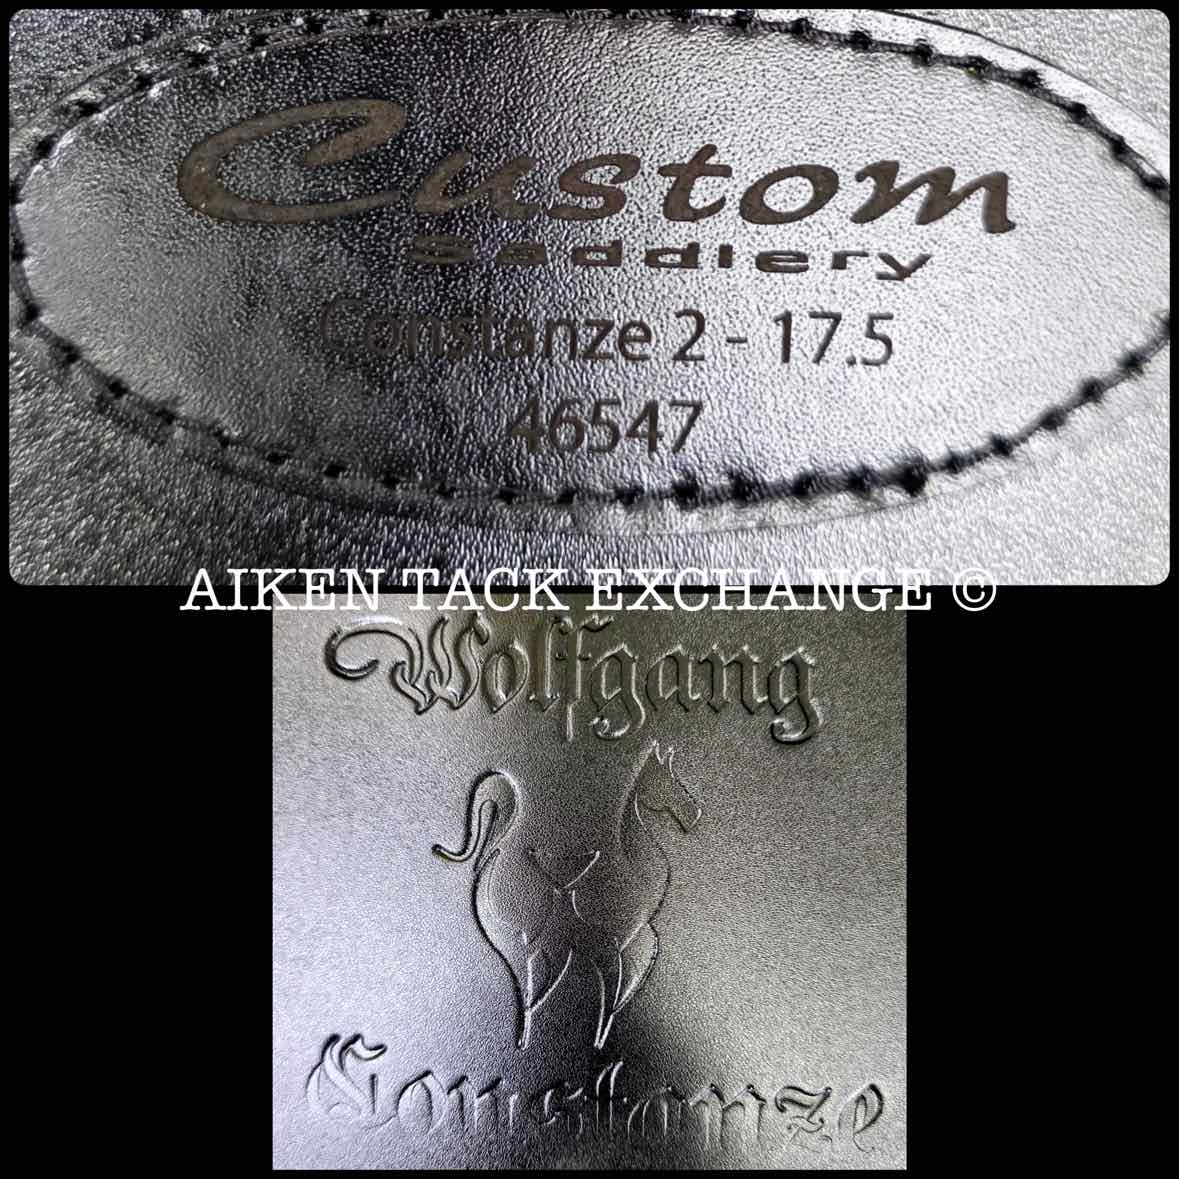 Custom
Saddlery
Constanze 2 - 17.5
46547
AIKEN TACK EXCHANGE ©
Wolfgang
Constanze